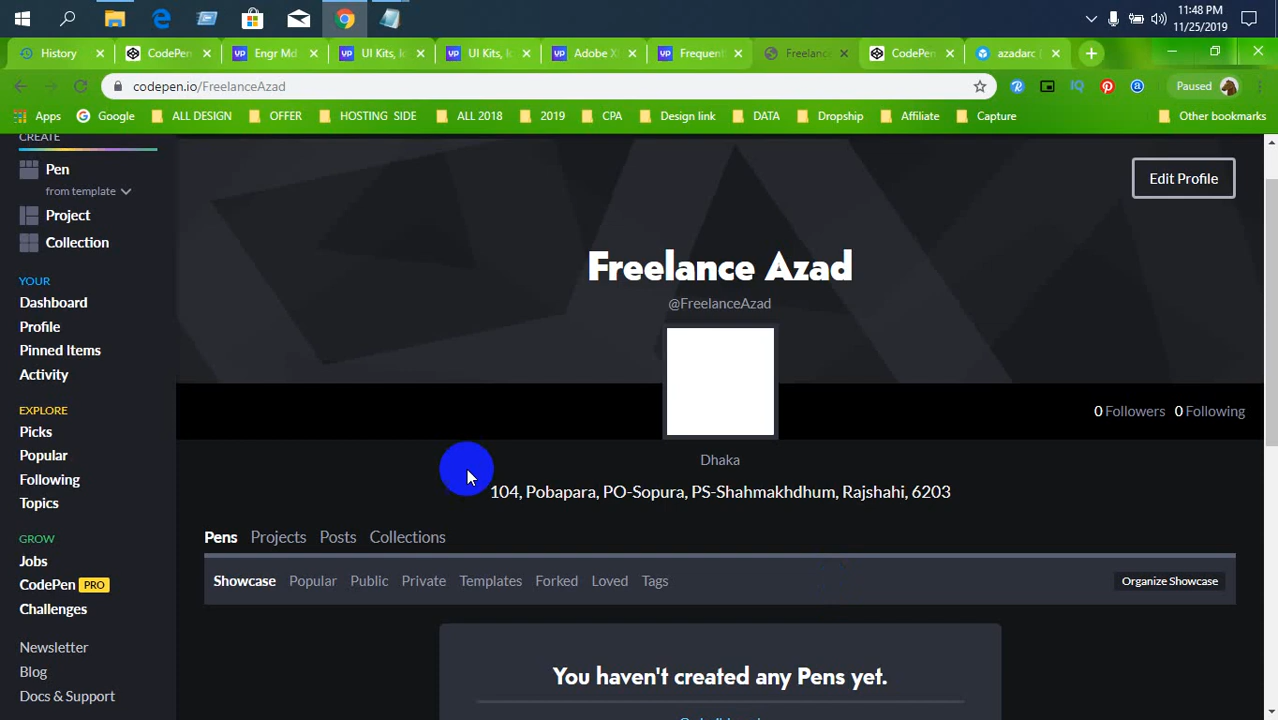 11:48 PM
11/25/2019
History
CodePen
Engr Md
UI Kits, Ic
UI Kits, Ic
Adobe X
Frequent
Freelance
CodePen
azadarc
codepen.io/FreelanceAzad
Paused
Apps
Google
ALL DESIGN
OFFER
HOSTING SIDE
ALL 2018
2019
CPA
Design link
DATA
Dropship
Affiliate
Capture
Other bookmarks
CREATE
Pen
from template
Project
Collection
YOUR
Dashboard
Profile
Pinned Items
Activity
EXPLORE
Picks
Popular
Following
Topics
GROW
Jobs
CodePen PRO
Challenges
Newsletter
Blog
Docs & Support
Edit Profile
Freelance Azad
@FreelanceAzad
0 Followers 0 Following
Dhaka
104, Pobapara, PO-Sopura, PS-Shahmakhdhum, Rajshahi, 6203
Pens Projects Posts Collections
Showcase Popular Public Private Templates Forked Loved Tags Organize Showcase
You haven't created any Pens yet.